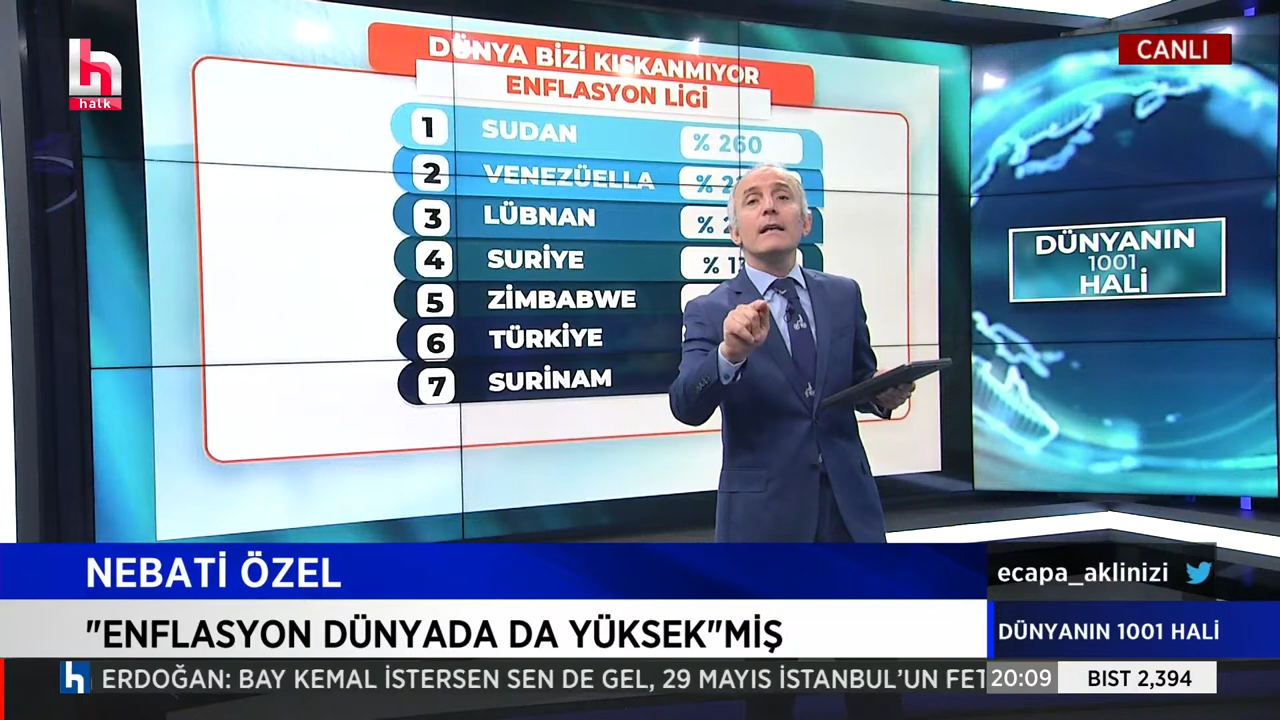 h
halk
DÜNYA BİZİ KISKANMIYOR
ENFLASYON LİGİ
1 SUDAN % 260
2 VENEZÜELLA %
3 LÜBNAN %
4 SURİYE %
5 ZİMBABWE
6 TÜRKİYE
7 SURİNAM
CANLI
DÜNYANIN
1001
HALİ
NEBATİ ÖZEL
"ENFLASYON DÜNYADA DA YÜKSEK"MİŞ
ecapa_aklinizi
DÜNYANIN 1001 HALİ
h ERDOĞAN: BAY KEMAL İSTERSEN SEN DE GEL, 29 MAYIS İSTANBUL'UN FET
20:09 BIST 2,394